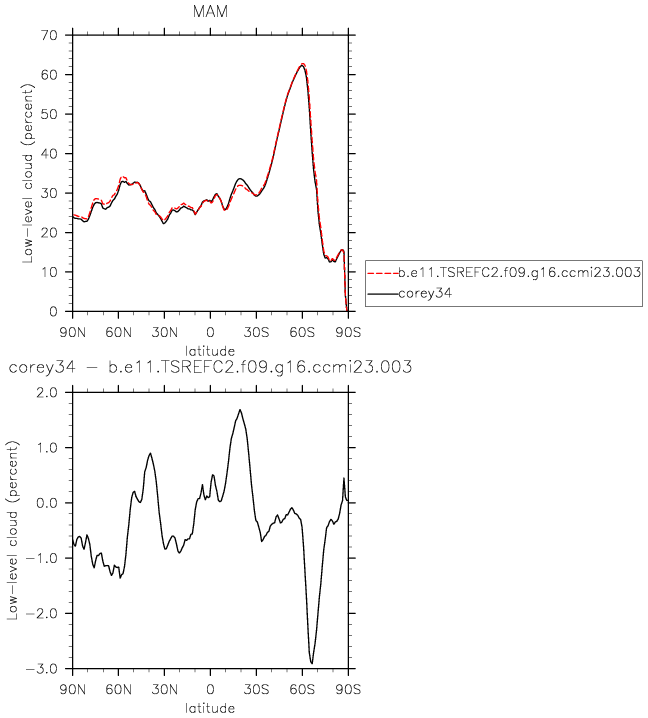 MAM
70
60
50
40
30
20
10
0
Low-level cloud (percent)
90N 60N 30N 0 30S 60S 90S
latitude
b.e11.TSREFC2.f09.g16.ccmi23.003
corey34
corey34 - b.e11.TSREFC2.f09.g16.ccmi23.003
2.0
1.0
0.0
-1.0
-2.0
-3.0
Low-level cloud (percent)
90N 60N 30N 0 30S 60S 90S
latitude